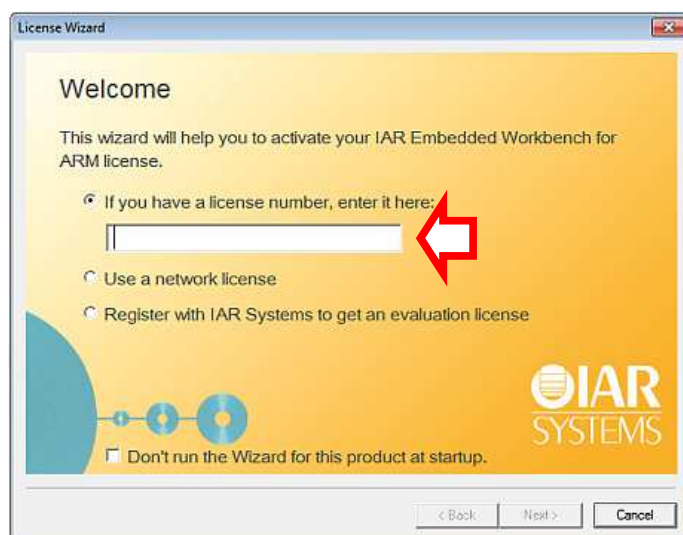 License Wizard
Welcome
This wizard will help you to activate your IAR Embedded Workbench for
ARM license.
If you have a license number, enter it here:
Use a network license
Register with IAR Systems to get an evaluation license
IAR
SYSTEMS
Don't run the Wizard for this product at startup.
< Back Next > Cancel